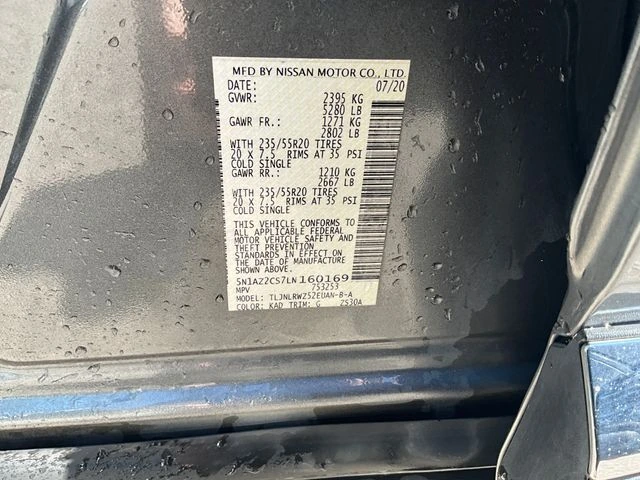 MFD BY NISSAN MOTOR CO., LTD.
DATE: 07/20
GVWR: 2395 KG
5280 LB
GAWR FR.: 1271 KG
2802 LB
WITH 235/55R20 TIRES
20 X 7.5 RIMS AT 35 PSI
COLD SINGLE
GAWR RR.: 1210 KG
2667 LB
WITH 235/55R20 TIRES
20 X 7.5 RIMS AT 35 PSI
COLD SINGLE
THIS VEHICLE CONFORMS TO
ALL APPLICABLE FEDERAL
MOTOR VEHICLE SAFETY AND
THEFT PREVENTION
STANDARDS IN EFFECT ON
THE DATE OF MANUFACTURE
SHOWN ABOVE.
5N1AZ2CS7LN160169
MPV 753253
MODEL: TLJNLRWZ52EUAN-B-A
COLOR: KAD TRIM: G Z530A